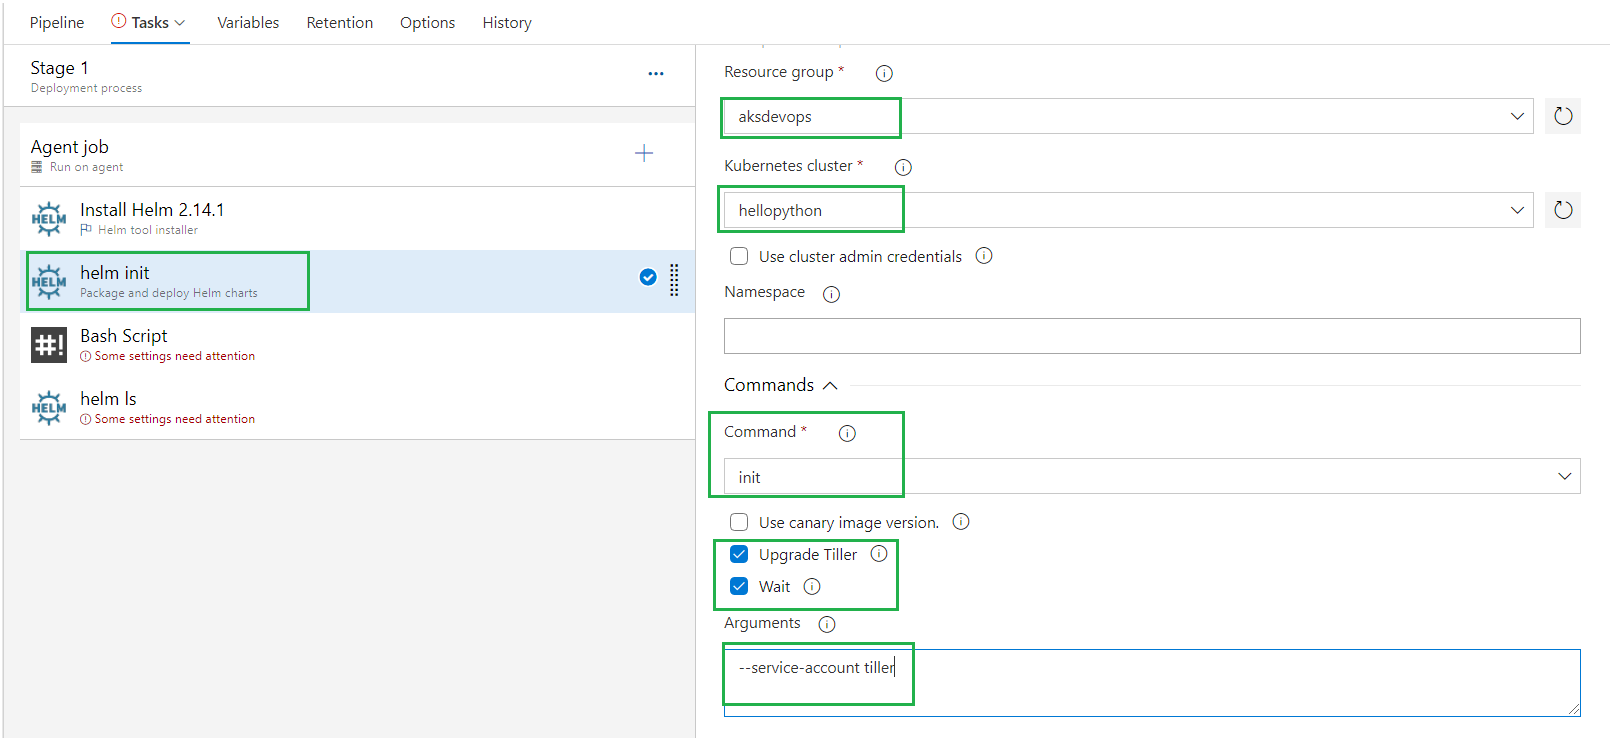 Pipeline Tasks Variables Retention Options History
Stage 1
Deployment process
Agent job
Run on agent
HELM
Install Helm 2.14.1
Helm tool installer
HELM
helm init
Package and deploy Helm charts
#!
Bash Script
Some settings need attention
HELM
helm ls
Some settings need attention
Resource group *
aksdevops
Kubernetes cluster *
hellopython
Use cluster admin credentials
Namespace
Commands
Command *
init
Use canary image version.
Upgrade Tiller
Wait
Arguments
--service-account tiller